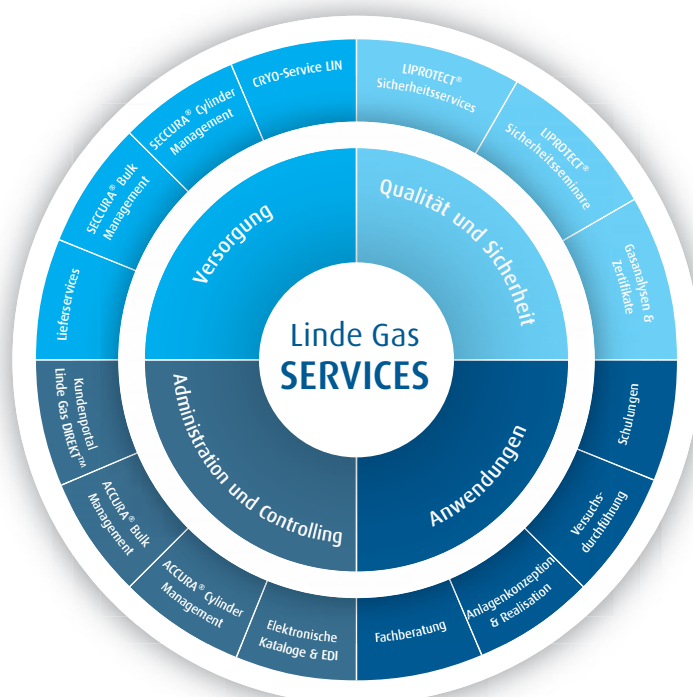 Linde Gas
SERVICES
Versorgung
Qualität und Sicherheit
Anwendungen
Administration und Controlling
Lieferservices
SECCURA® Bulk
Management
SECCURA® Cylinder
Management
CRYO-Service LIN
LIPROTECT®
Sicherheitsservices
LIPROTECT®
Sicherheitsseminare
Gasanalysen &
Zertifikate
Schulungen
Versuchs-
durchführung
Anlagenkonzeption
& Realisation
Fachberatung
Elektronische
Kataloge & EDI
ACCURA® Cylinder
Management
ACCURA® Bulk
Management
Kundenportal
Linde Gas DIREKT™